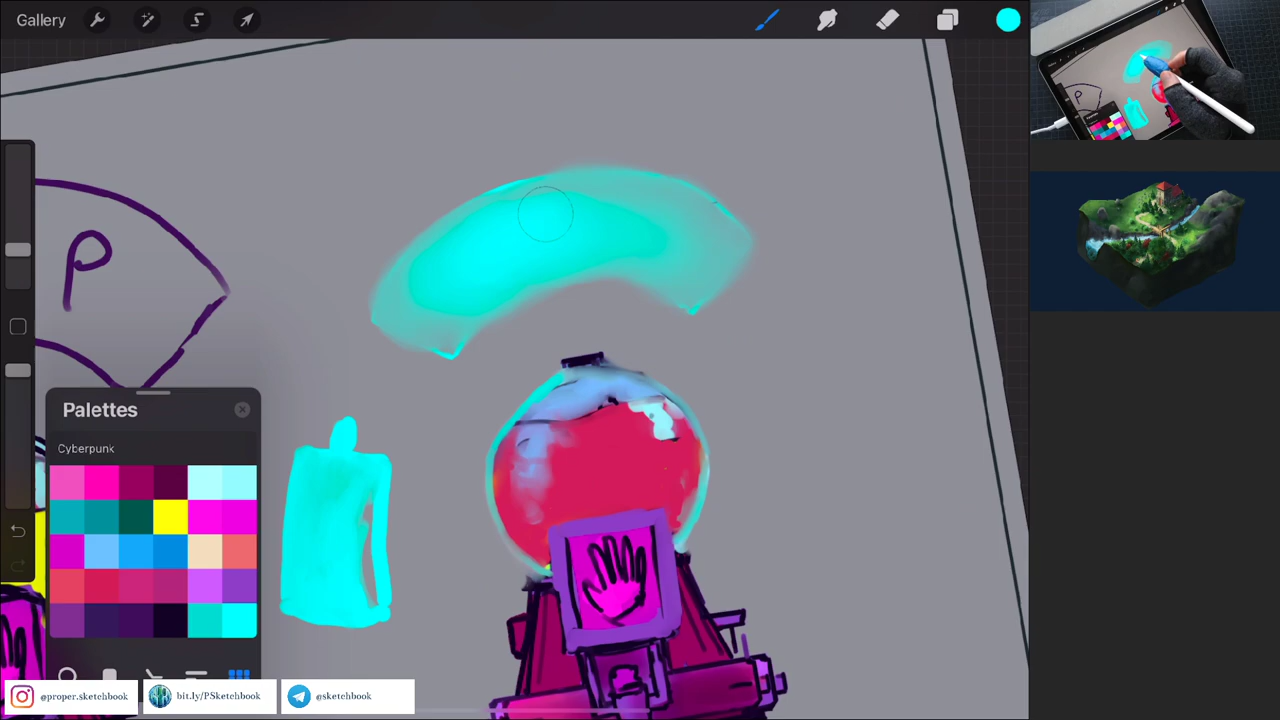 Gallery
P
Palettes
Cyberpunk
@proper.sketchbook
bit.ly/PSketchbook
@sketchbook